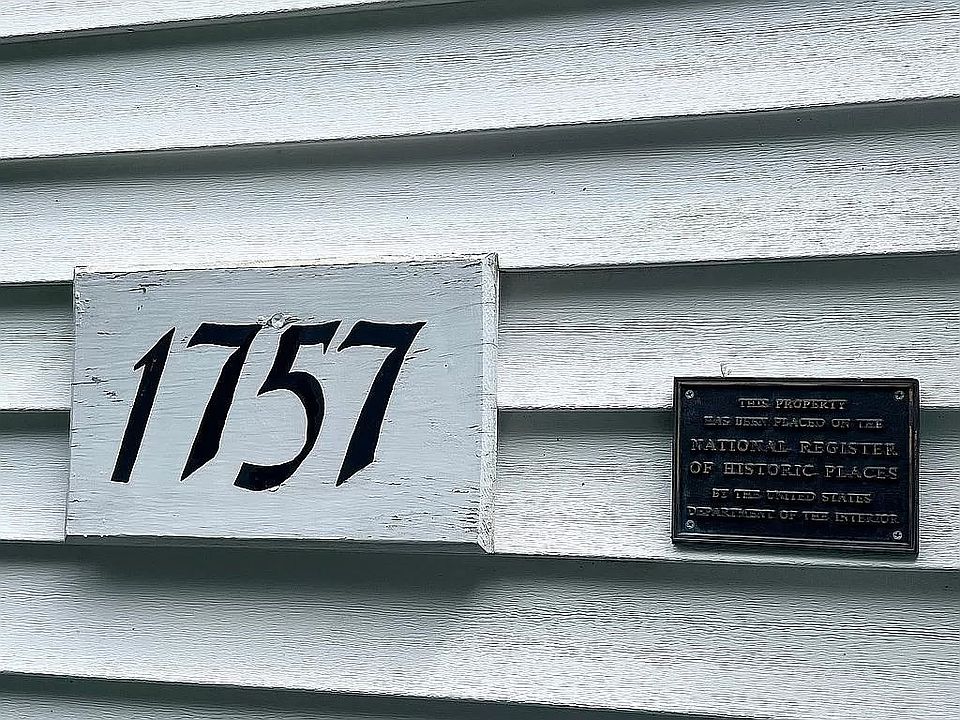 1757
THIS PROPERTY
HAS BEEN PLACED ON THE
NATIONAL REGISTER
OF HISTORIC PLACES
BY THE UNITED STATES
DEPARTMENT OF THE INTERIOR